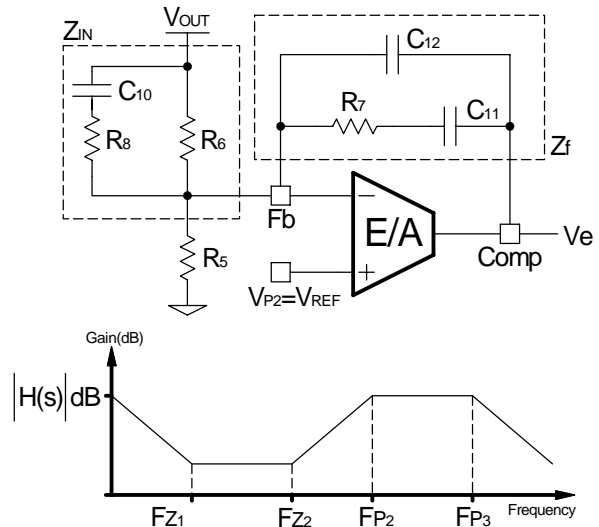 ZIN
VOUT
C12
C10
R7
C11
R8
R6
Zf
Fb
E/A
Ve
Comp
R5
VP2=VREF
Gain(dB)
|H(s)|dB
FZ1
FZ2
FP2
FP3
Frequency